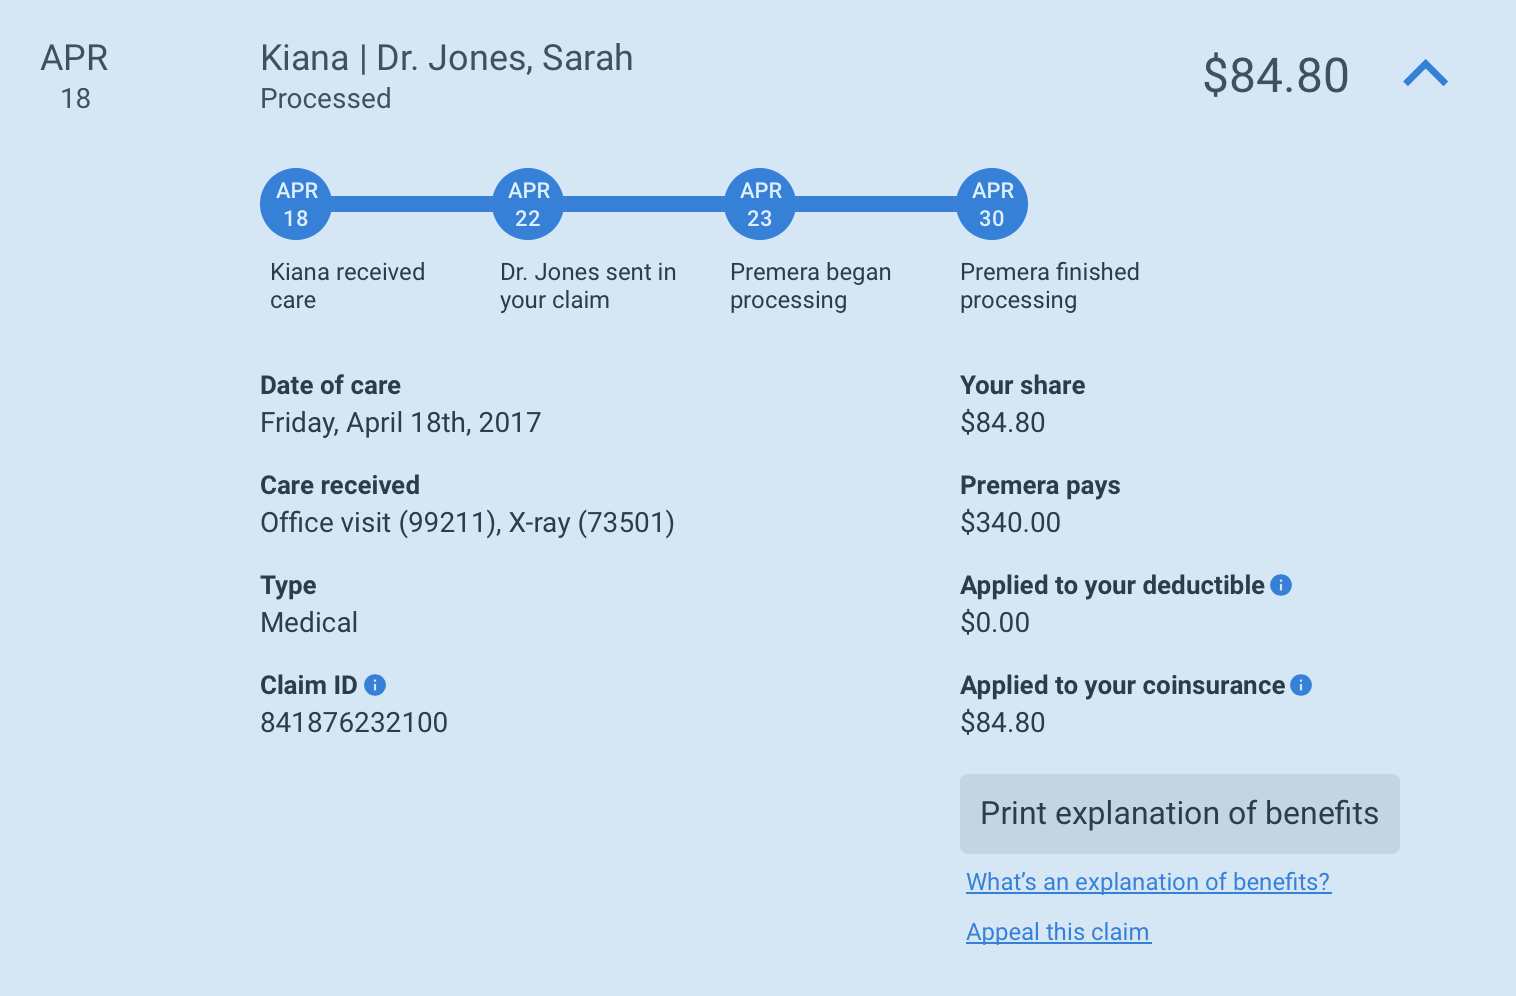 APR
18
Kiana | Dr. Jones, Sarah
Processed
$84.80
APR
18
APR
22
APR
23
APR
30
Kiana received
care
Dr. Jones sent in
your claim
Premera began
processing
Premera finished
processing
Date of care
Friday, April 18th, 2017
Care received
Office visit (99211), X-ray (73501)
Type
Medical
Claim ID
841876232100
Your share
$84.80
Premera pays
$340.00
Applied to your deductible
$0.00
Applied to your coinsurance
$84.80
Print explanation of benefits
What’s an explanation of benefits?
Appeal this claim